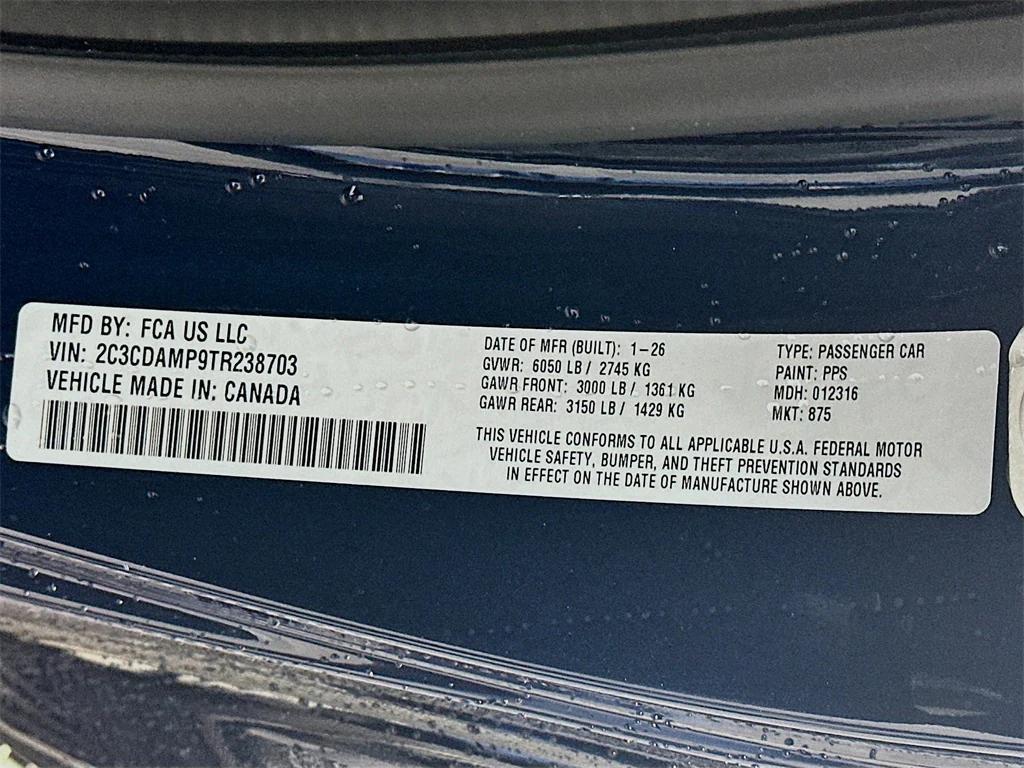 MFD BY: FCA US LLC
VIN: 2C3CDAMP9TR238703
VEHICLE MADE IN: CANADA
DATE OF MFR (BUILT): 1-26
GVWR: 6050 LB / 2745 KG
GAWR FRONT: 3000 LB / 1361 KG
GAWR REAR: 3150 LB / 1429 KG
TYPE: PASSENGER CAR
PAINT: PPS
MDH: 012316
MKT: 875
THIS VEHICLE CONFORMS TO ALL APPLICABLE U.S.A. FEDERAL MOTOR
VEHICLE SAFETY, BUMPER, AND THEFT PREVENTION STANDARDS
IN EFFECT ON THE DATE OF MANUFACTURE SHOWN ABOVE.